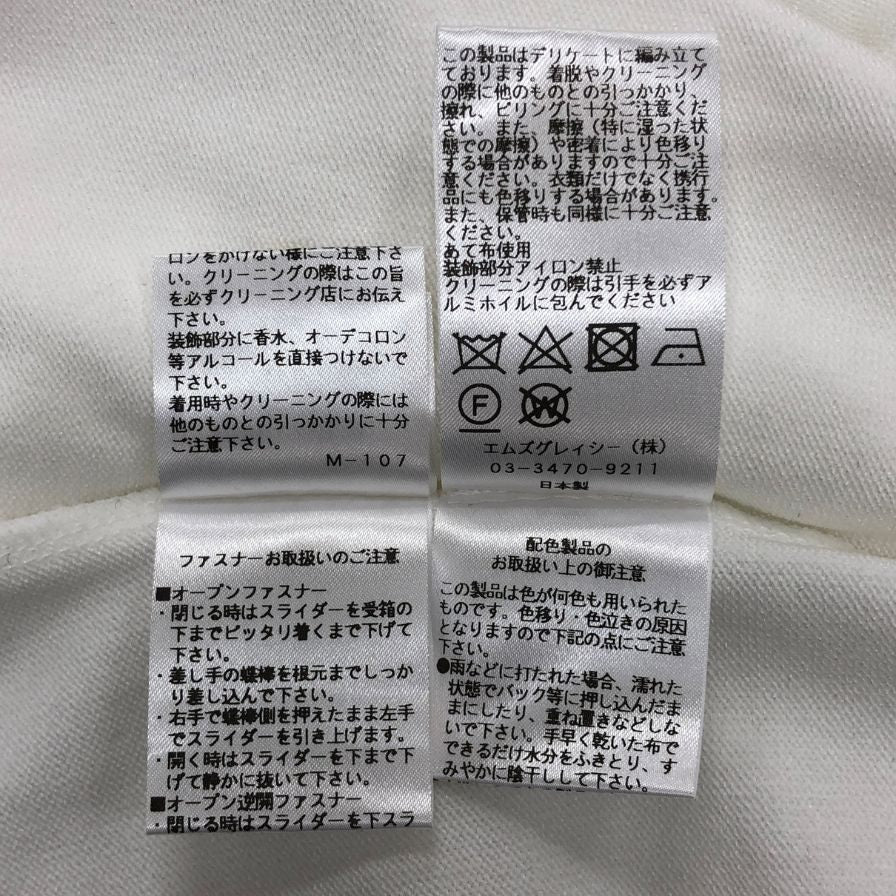 この製品はデリケートに編み立て
ております。着脱やクリーニング
の際に他のものとの引っかかり、
擦れ、ピリングに十分ご注意くだ
さい。また、摩擦（特に湿った状
態での摩擦）や密着により色移り
する場合がありますので十分ご注
意ください。衣類だけでなく携行
品にも色移りする場合があります。
また、保管時も同様に十分ご注意
ください。
あて布使用
装飾部分アイロン禁止
クリーニングの際は引手を必ずア
ルミホイルに包んでください
F
W
エムズグレイシー（株）
03-3470-9211
日本製
ロンをかけない様にご注意下さ
い。クリーニングの際はこの旨
を必ずクリーニング店にお伝え
下さい。
装飾部分に香水、オーデコロン
等アルコールを直接つけないで
下さい。
着用時やクリーニングの際には
他のものとの引っかかりに十分
ご注意下さい。
M-107
ファスナーお取扱いのご注意
■オープンファスナー
・閉じる時はスライダーを受箱の
下までピッタリ着くまで下げて
下さい。
・差し手の蝶棒を根元までしっか
り差し込んで下さい。
・右手で蝶棒側を押えたまま左手
でスライダーを引き上げます。
・開く時はスライダーを下まで下
げて静かに抜いて下さい。
■オープン逆開ファスナー
・閉じる時はスライダーを下スラ
配色製品の
お取扱い上の御注意
この製品は色が何色も用いられた
ものです。色移り・色泣きの原因
となりますので下記の点にご注意
下さい。
●雨などに打たれた場合、濡れた
状態でバック等に押し込んだま
まにしたり、重ね置きなどしな
いで下さい。手早く乾いた布で
できるだけ水分をふきとり、す
みやかに陰干しして下さい。